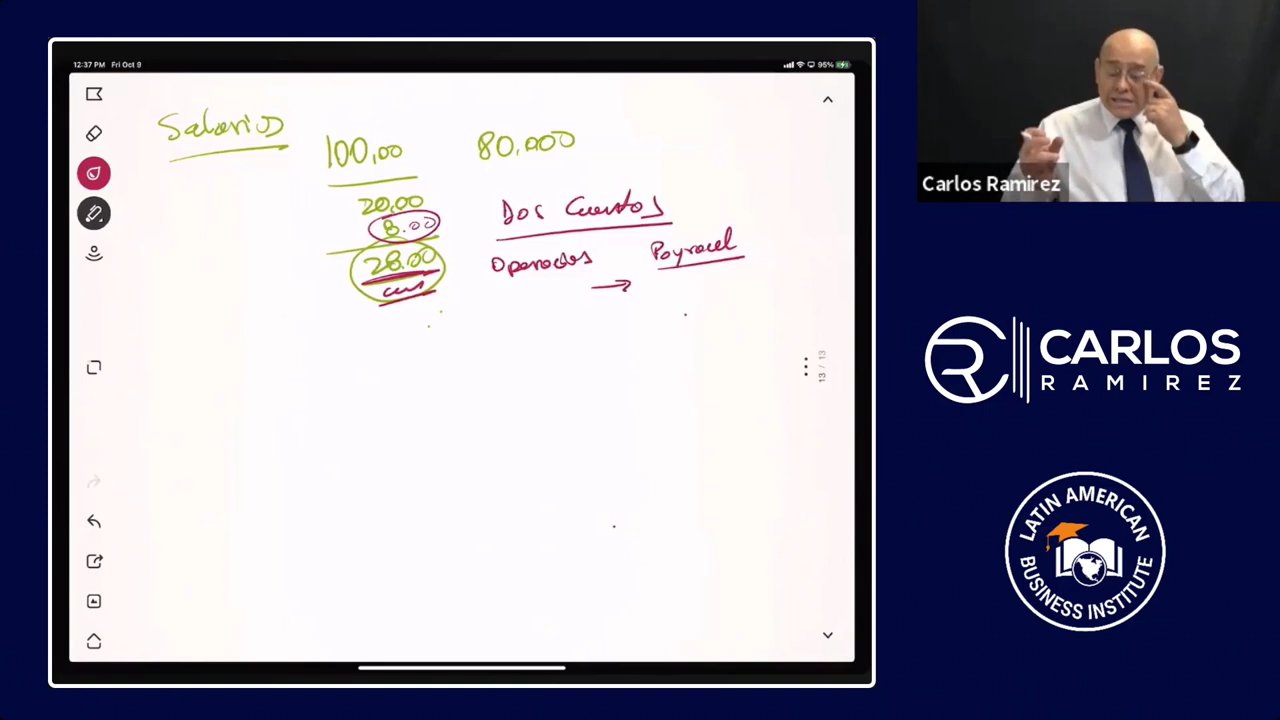 12:37 PM Fri Oct 9
95%
Salarios
100,00 80.000
20,00
8.00
28.00
Dos Cuentas
Payroll
13 / 13
Carlos Ramirez
CARLOS
RAMIREZ
LATIN AMERICAN
BUSINESS INSTITUTE